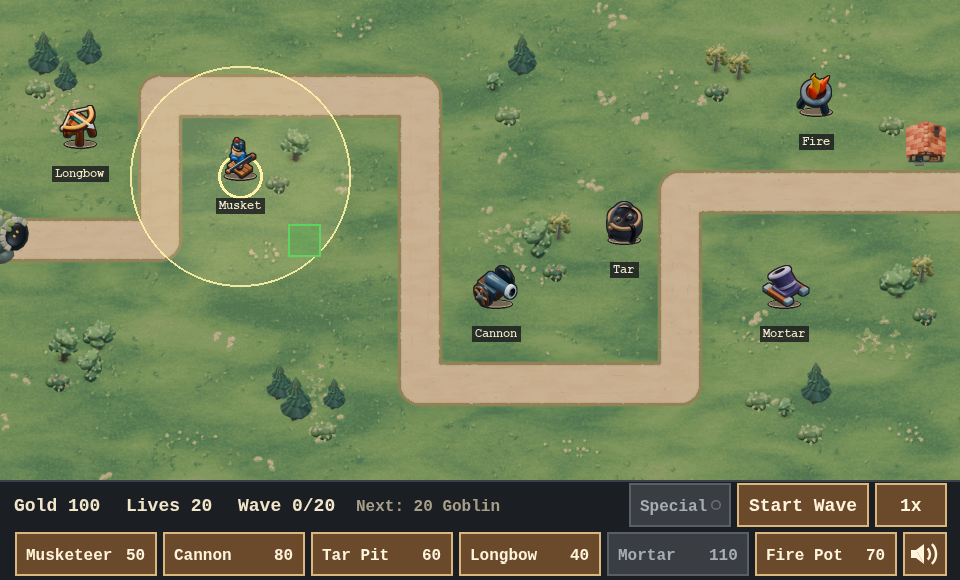 Longbow
Musket
Fire
Tar
Cannon
Mortar
Gold 100 Lives 20 Wave 0/20 Next: 20 Goblin Special Start Wave 1x
Musketeer 50 Cannon 80 Tar Pit 60 Longbow 40 Mortar 110 Fire Pot 70